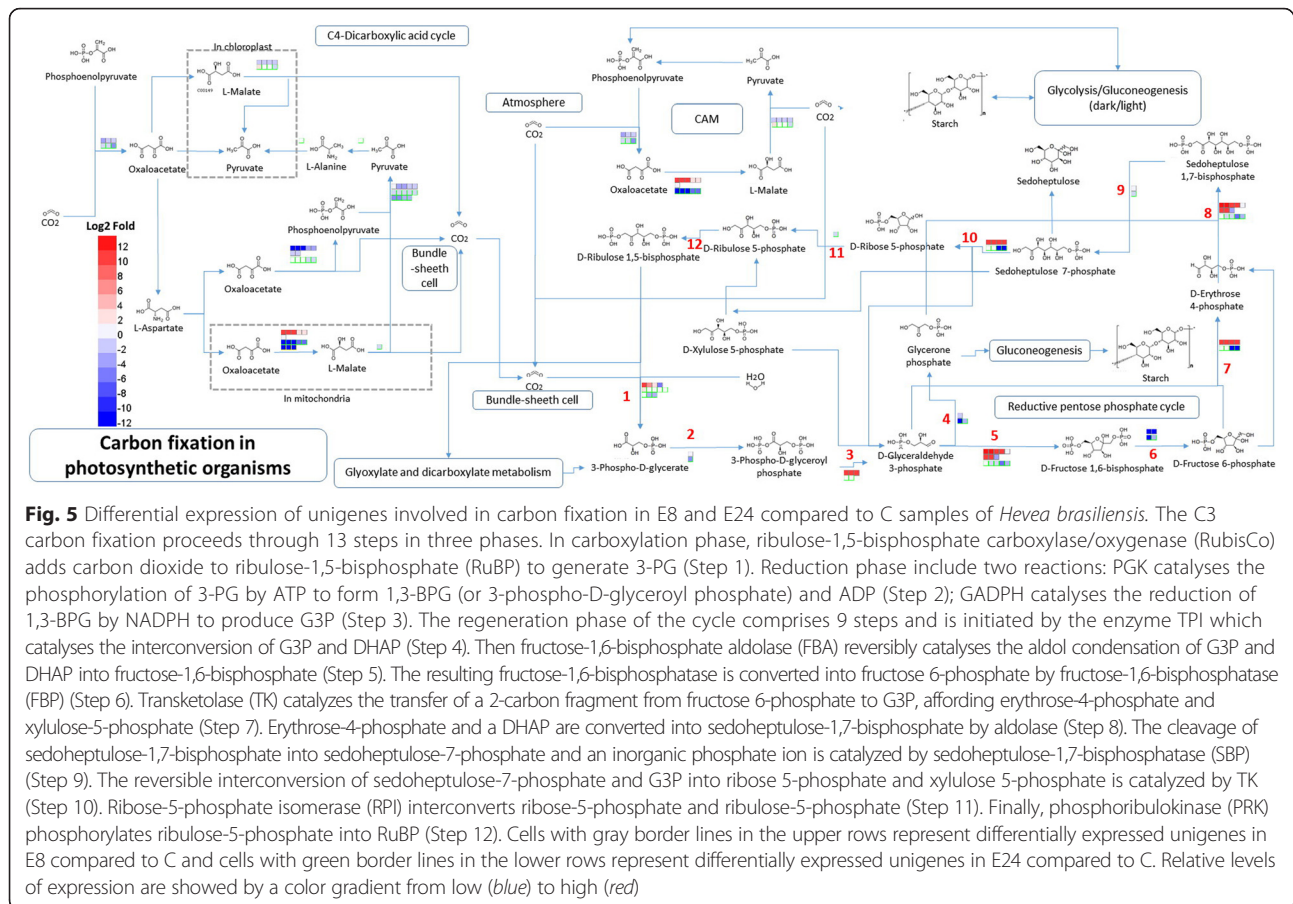 C4-Dicarboxylic acid cycle
In chloroplast
Phosphoenolpyruvate
L-Malate
Oxaloacetate
Pyruvate
L-Alanine
Pyruvate
CO2
Phosphoenolpyruvate
CO2
Bundle
-sheeth
cell
Log2 Fold
12
10
8
6
4
2
0
-2
-4
-6
-8
-10
-12
Oxaloacetate
L-Aspartate
Oxaloacetate
L-Malate
In mitochondria
Carbon fixation in
photosynthetic organisms
Atmosphere
CO2
Phosphoenolpyruvate
Pyruvate
CAM
CO2
Oxaloacetate
L-Malate
Starch
Glycolysis/Gluconeogenesis
(dark/light)
Sedoheptulose
Sedoheptulose
1,7-bisphosphate
9
8
12
D-Ribulose 1,5-bisphosphate
D-Ribulose 5-phosphate
11
D-Ribose 5-phosphate
10
Sedoheptulose
7-phosphate
D-Erythrose
4-phosphate
D-Xylulose 5-phosphate
Glycerone
phosphate
Gluconeogenesis
Starch
7
CO2
Bundle-sheeth cell
H2O
1
Reductive pentose phosphate cycle
Glyoxylate and dicarboxylate metabolism
3-Phospho-D-glycerate
2
3-Phospho-D-glyceroyl
phosphate
3
D-Glyceraldehyde
3-phosphate
4
5
D-Fructose 1,6-bisphosphate
6
D-Fructose 6-phosphate
Fig. 5 Differential expression of unigenes involved in carbon fixation in E8 and E24 compared to C samples of Hevea brasiliensis. The C3
carbon fixation proceeds through 13 steps in three phases. In carboxylation phase, ribulose-1,5-bisphosphate carboxylase/oxygenase (RubisCo)
adds carbon dioxide to ribulose-1,5-bisphosphate (RuBP) to generate 3-PG (Step 1). Reduction phase include two reactions: PGK catalyses the
phosphorylation of 3-PG by ATP to form 1,3-BPG (or 3-phospho-D-glyceroyl phosphate) and ADP (Step 2); GADPH catalyses the reduction of
1,3-BPG by NADPH to produce G3P (Step 3). The regeneration phase of the cycle comprises 9 steps and is initiated by the enzyme TPI which
catalyses the interconversion of G3P and DHAP (Step 4). Then fructose-1,6-bisphosphate aldolase (FBA) reversibly catalyses the aldol condensation of G3P and
DHAP into fructose-1,6-bisphosphate (Step 5). The resulting fructose-1,6-bisphosphatase is converted into fructose 6-phosphate by fructose-1,6-bisphosphatase
(FBP) (Step 6). Transketolase (TK) catalyzes the transfer of a 2-carbon fragment from fructose 6-phosphate to G3P, affording erythrose-4-phosphate and
xylulose-5-phosphate (Step 7). Erythrose-4-phosphate and a DHAP are converted into sedoheptulose-1,7-bisphosphate by aldolase (Step 8). The cleavage of
sedoheptulose-1,7-bisphosphate into sedoheptulose-7-phosphate and an inorganic phosphate ion is catalyzed by sedoheptulose-1,7-bisphosphatase (SBP)
(Step 9). The reversible interconversion of sedoheptulose-7-phosphate and G3P into ribose 5-phosphate and xylulose 5-phosphate is catalyzed by TK
(Step 10). Ribose-5-phosphate isomerase (RPI) interconverts ribose-5-phosphate and ribulose-5-phosphate (Step 11). Finally, phosphoribulokinase (PRK)
phosphorylates ribulose-5-phosphate into RuBP (Step 12). Cells with gray border lines in the upper rows represent differentially expressed unigenes in
E8 compared to C and cells with green border lines in the lower rows represent differentially expressed unigenes in E24 compared to C. Relative levels
of expression are showed by a color gradient from low (blue) to high (red)